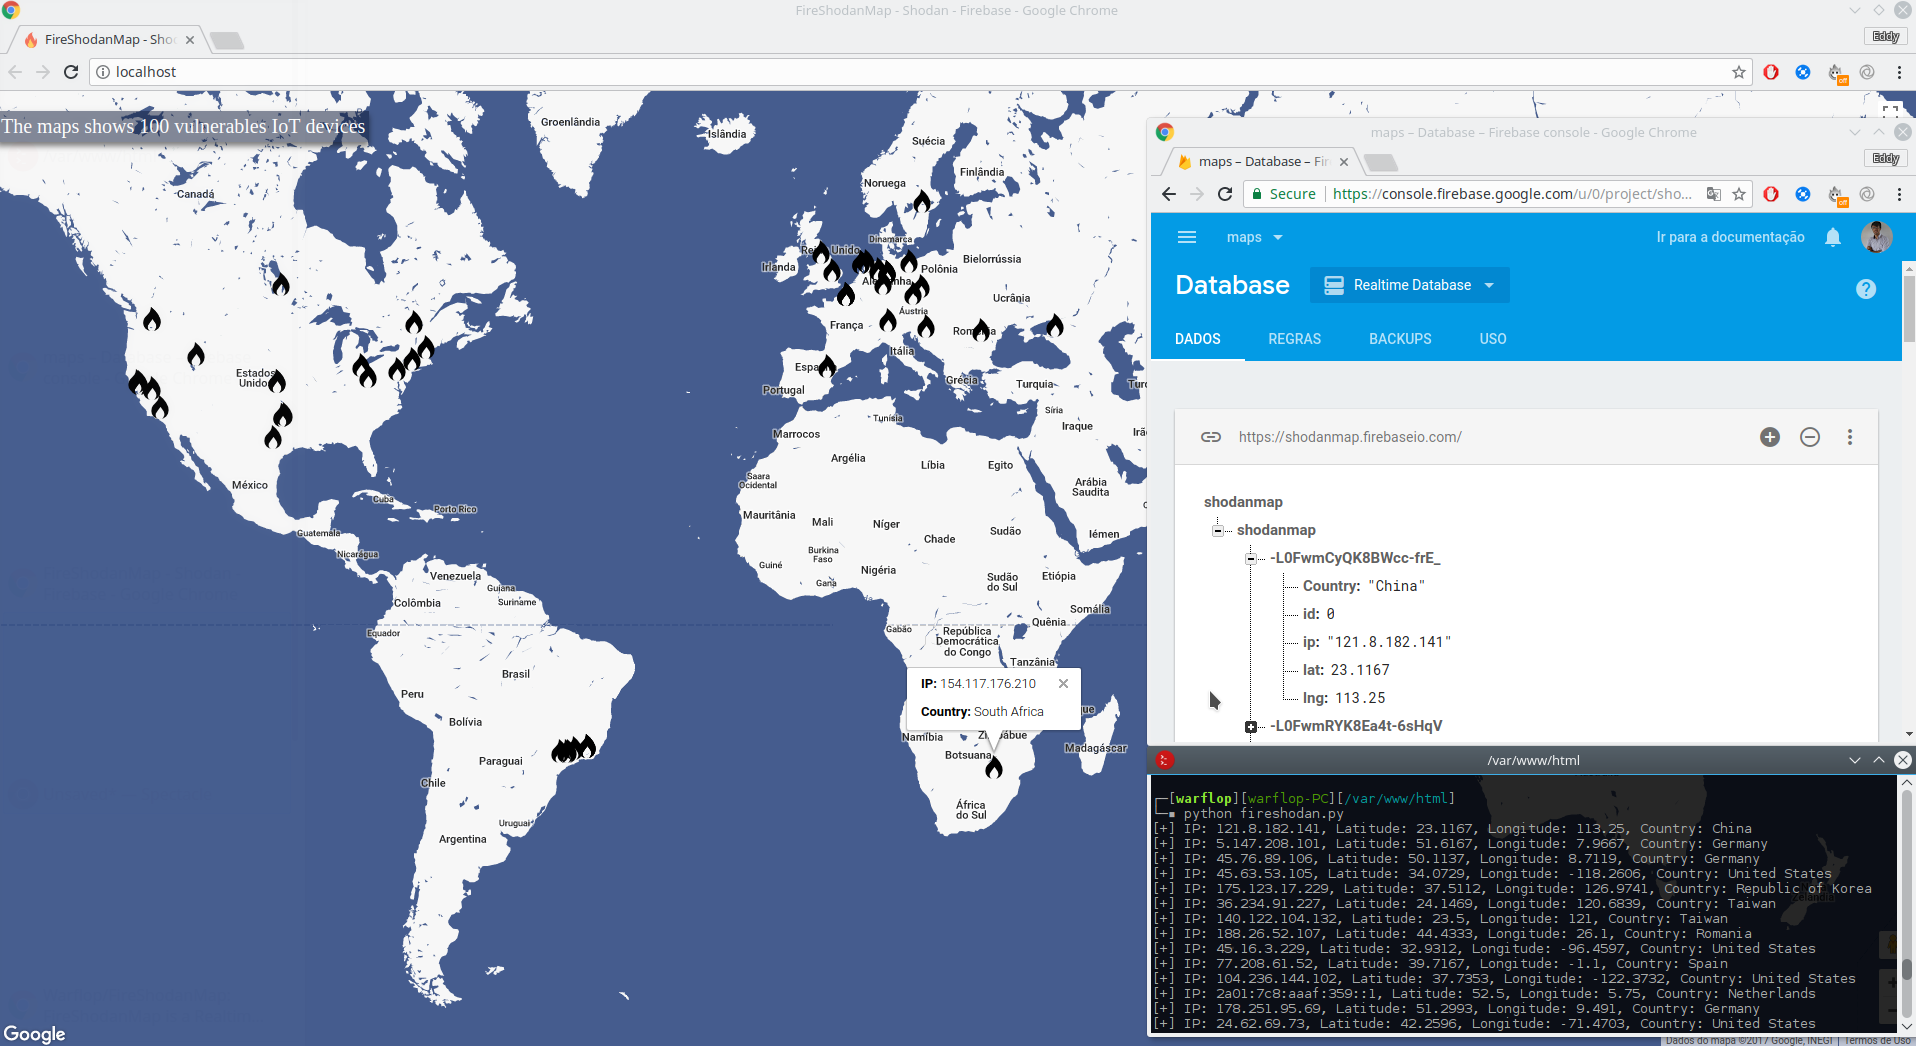 FireShodanMap - Shodan - Firebase - Google Chrome
FireShodanMap - Sho
Eddy
localhost
The maps shows 100 vulnerables IoT devices
Groenlândia
Islândia
Suécia
Finlândia
Noruega
Canadá
Dinamarca
Irlanda
Polônia
Bielorrússia
Ucrânia
Áustria
França
Itália
Estados
Portugal
Grécia
Turquia
Tunísia
Síria
Iraque
Marrocos
Argélia
Líbia
Egito
Saara
Ocidental
Arábia
Saudita
México
Cuba
Porto Rico
Mauritânia
Mali
Níger
Chade
Sudão
Iémen
Guatemala
Nicarágua
Burkina
Faso
Guiné
Gana
Nigéria
Sudão
do Sul
Etiópia
Venezuela
Guiana
Suriname
Colômbia
Somália
Equador
Gabão
República
Democrática
do Congo
Quênia
Tanzânia
Brasil
Peru
Bolívia
IP: 154.117.176.210
Country: South Africa
Namíbia
Botsuana
Madagáscar
Paraguai
Chile
Uruguai
Argentina
África
do Sul
Google
maps – Database – Firebase console - Google Chrome
maps – Database – Fir
Eddy
Secure https://console.firebase.google.com/u/0/project/sho...
maps
Ir para a documentação
Database
Realtime Database
DADOS REGRAS BACKUPS USO
https://shodanmap.firebaseio.com/
shodanmap
shodanmap
-L0FwmCyQK8BWcc-frE_
Country: "China"
id: 0
ip: "121.8.182.141"
lat: 23.1167
lng: 113.25
-L0FwmRYK8Ea4t-6sHqV
/var/www/html
[warflop][warflop-PC][/var/www/html]
python fireshodan.py
[+] IP: 121.8.182.141, Latitude: 23.1167, Longitude: 113.25, Country: China
[+] IP: 5.147.208.101, Latitude: 51.6167, Longitude: 7.9667, Country: Germany
[+] IP: 45.76.89.106, Latitude: 50.1137, Longitude: 8.7119, Country: Germany
[+] IP: 45.63.53.105, Latitude: 34.0729, Longitude: -118.2606, Country: United States
[+] IP: 175.123.17.229, Latitude: 37.5112, Longitude: 126.9741, Country: Republic of Korea
[+] IP: 36.234.91.227, Latitude: 24.1469, Longitude: 120.6839, Country: Taiwan
[+] IP: 140.122.104.132, Latitude: 23.5, Longitude: 121, Country: Taiwan
[+] IP: 188.26.52.107, Latitude: 44.4333, Longitude: 26.1, Country: Romania
[+] IP: 45.16.3.229, Latitude: 32.9312, Longitude: -96.4597, Country: United States
[+] IP: 77.208.61.52, Latitude: 39.7167, Longitude: -1.1, Country: Spain
[+] IP: 104.236.144.102, Latitude: 37.7353, Longitude: -122.3732, Country: United States
[+] IP: 2a01:7c8:aaaf:359::1, Latitude: 52.5, Longitude: 5.75, Country: Netherlands
[+] IP: 178.251.95.69, Latitude: 51.2993, Longitude: 9.491, Country: Germany
[+] IP: 24.62.69.73, Latitude: 42.2596, Longitude: -71.4703, Country: United States
Dados do mapa ©2017 Google, INEGI Termos de Uso